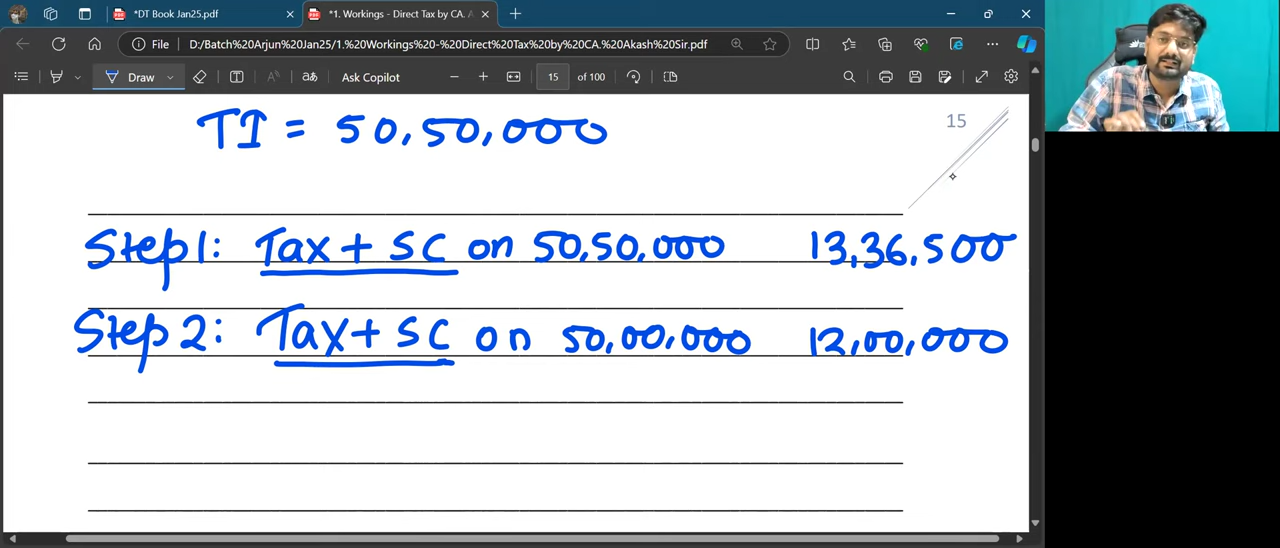 *DT Book Jan25.pdf
*1. Workings - Direct Tax by CA. A
File
D:/Batch%20Arjun%20Jan25/1.%20Workings%20-%20Direct%20Tax%20by%20CA.%20Akash%20Sir.pdf
Draw
Ask Copilot
15 of 100
15
TI = 50,50,000
Step1: Tax + SC on 50,50,000 13,36,500
Step 2: Tax + SC on 50,00,000 12,00,000